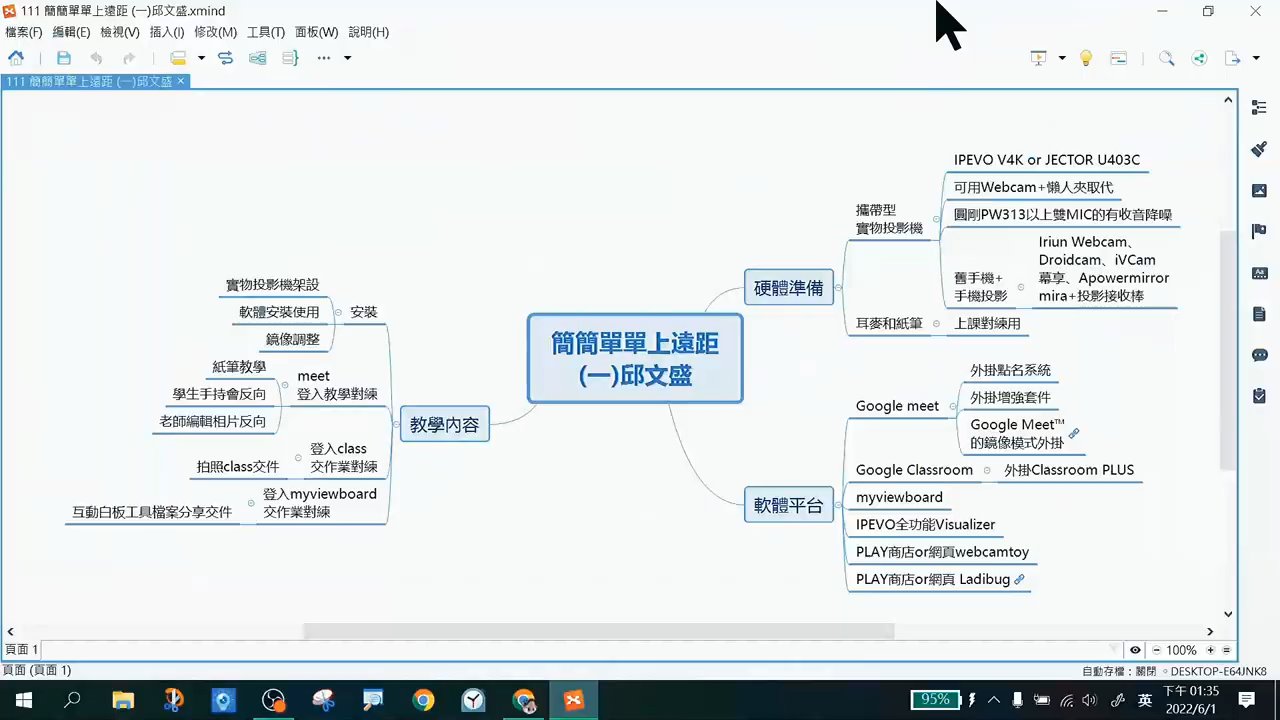 111 簡簡單單上遠距 (一)邱文盛.xmind
檔案(F) 編輯(E) 檢視(V) 插入(I) 修改(M) 工具(T) 面板(W) 說明(H)
111 簡簡單單上遠距 (一)邱文盛 ×
簡簡單單上遠距
(一)邱文盛
硬體準備
攜帶型
實物投影機
IPEVO V4K or JECTOR U403C
可用Webcam+懶人夾取代
圓剛PW313以上雙MIC的有收音降噪
舊手機+
手機投影
Iriun Webcam、
Droidcam、iVCam
幕享、Apowermirror
mira+投影接收棒
耳麥和紙筆
上課對練用
軟體平台
Google meet
外掛點名系統
外掛增強套件
Google Meet™
的鏡像模式外掛
Google Classroom
外掛Classroom PLUS
myviewboard
IPEVO全功能Visualizer
PLAY商店or網頁webcamtoy
PLAY商店or網頁 Ladibug
教學內容
安裝
實物投影機架設
軟體安裝使用
鏡像調整
meet
登入教學對練
紙筆教學
學生手持會反向
老師編輯相片反向
登入class
交作業對練
拍照class交件
登入myviewboard
交作業對練
互動白板工具檔案分享交件
頁面 1
100%
頁面 (頁面 1)
自動存檔：關閉
DESKTOP-E64JNK8
95%
英
下午 01:35
2022/6/1